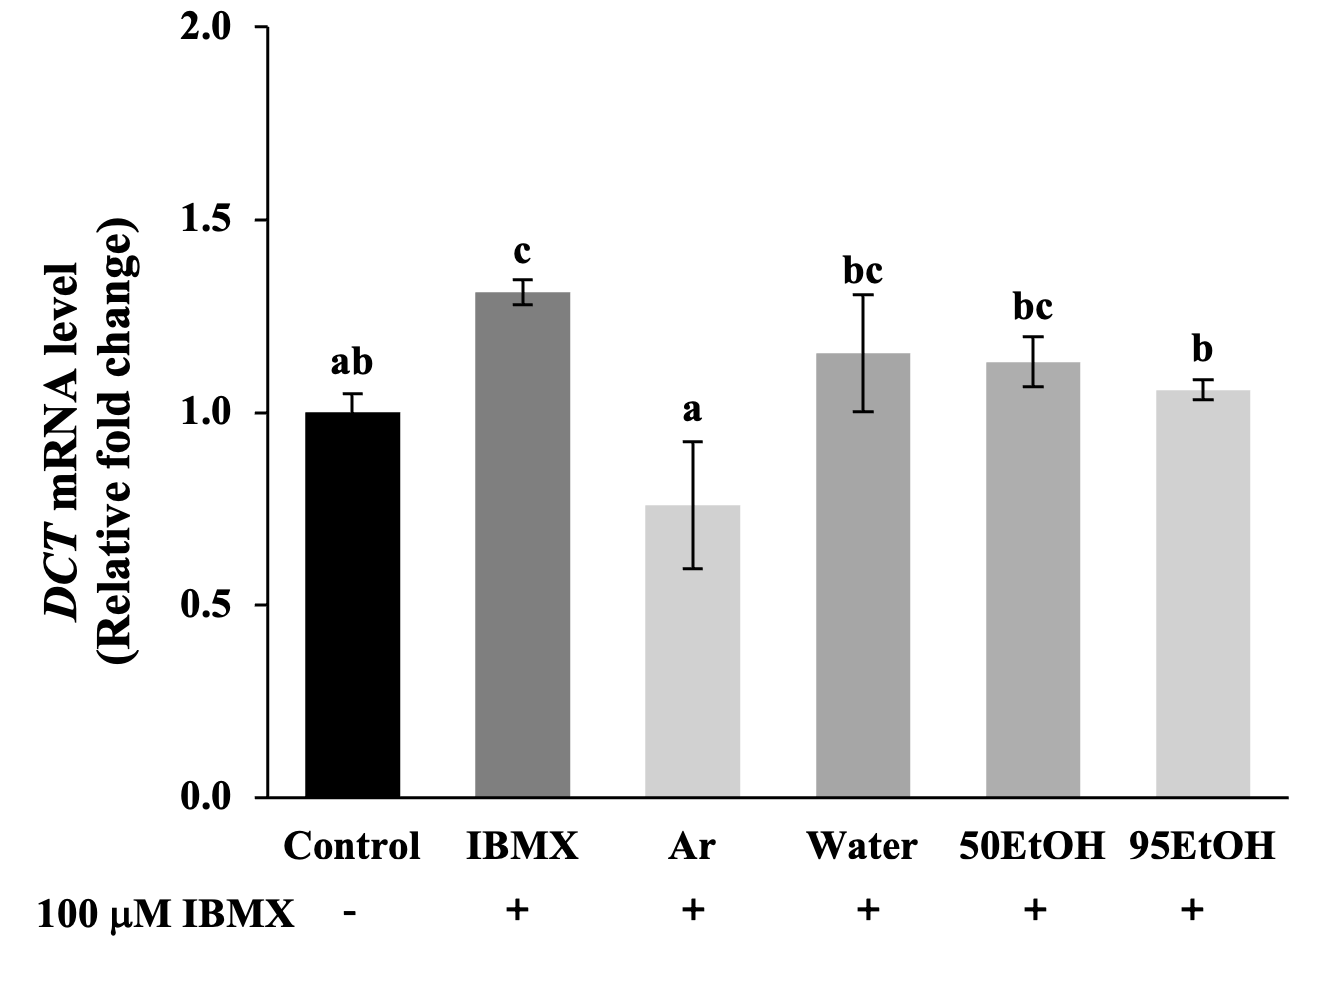 2.0
1.5
1.0
0.5
0.0
DCT mRNA level
(Relative fold change)
ab
c
a
bc
bc
b
Control IBMX Ar Water 50EtOH 95EtOH
100 μM IBMX - + + + + +